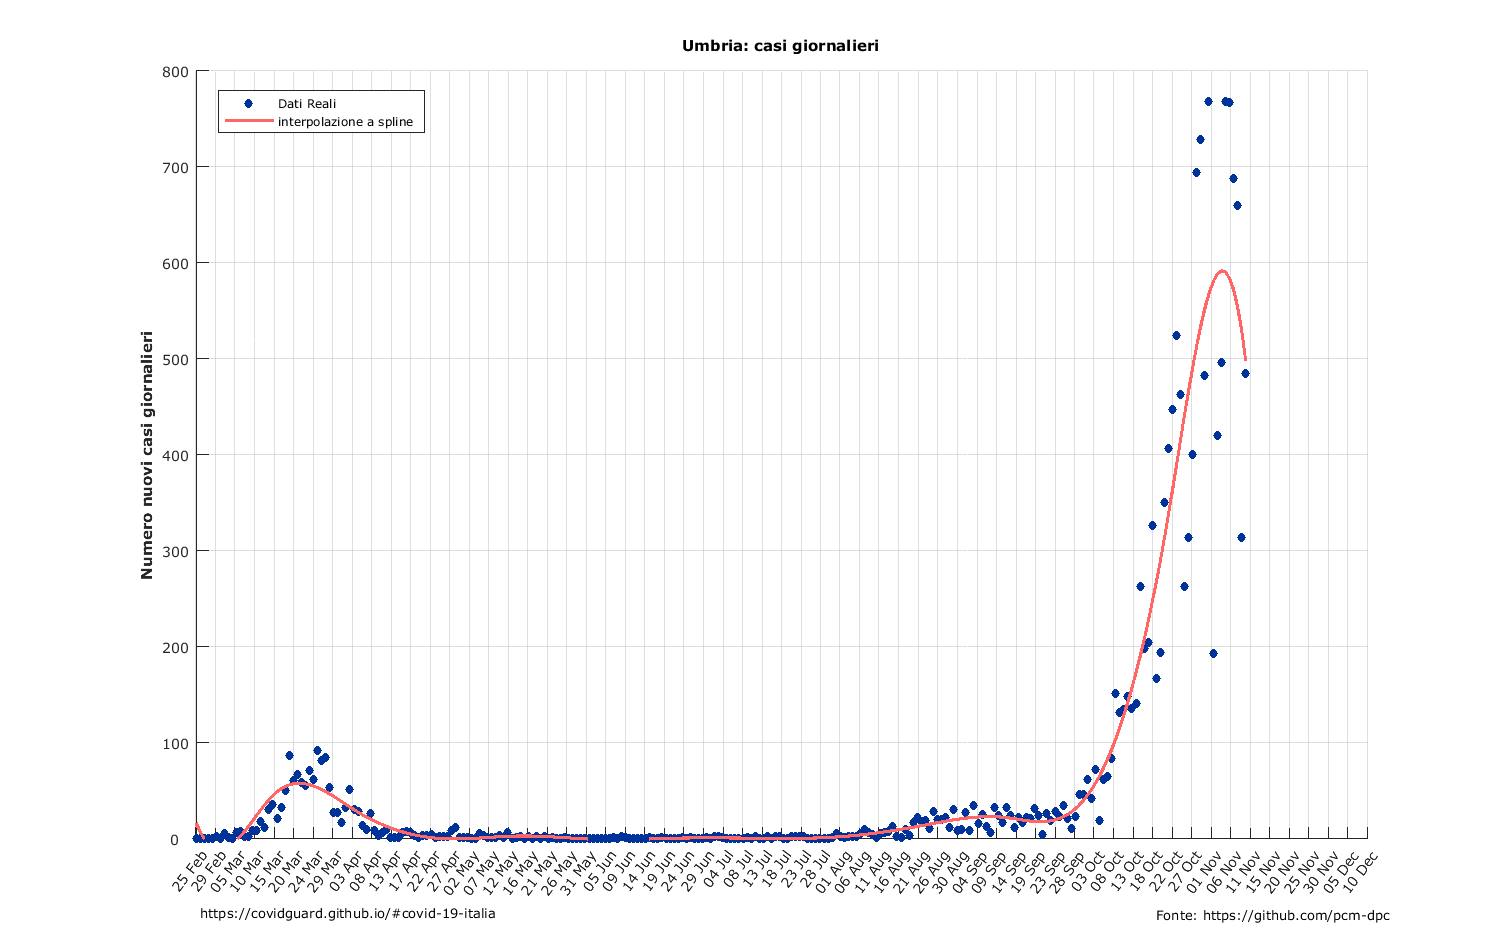 Umbria: casi giornalieri
Dati Reali
interpolazione a spline
Numero nuovi casi giornalieri
800
700
600
500
400
300
200
100
0
25 Feb
29 Feb
05 Mar
10 Mar
15 Mar
20 Mar
24 Mar
29 Mar
03 Apr
08 Apr
13 Apr
17 Apr
22 Apr
27 Apr
02 May
07 May
12 May
16 May
21 May
26 May
31 May
05 Jun
09 Jun
14 Jun
19 Jun
24 Jun
29 Jun
04 Jul
08 Jul
13 Jul
18 Jul
23 Jul
28 Jul
01 Aug
06 Aug
11 Aug
16 Aug
21 Aug
26 Aug
30 Aug
04 Sep
09 Sep
14 Sep
19 Sep
23 Sep
28 Sep
03 Oct
08 Oct
13 Oct
18 Oct
22 Oct
27 Oct
01 Nov
06 Nov
11 Nov
15 Nov
20 Nov
25 Nov
30 Nov
05 Dec
10 Dec
https://covidguard.github.io/#covid-19-italia
Fonte: https://github.com/pcm-dpc